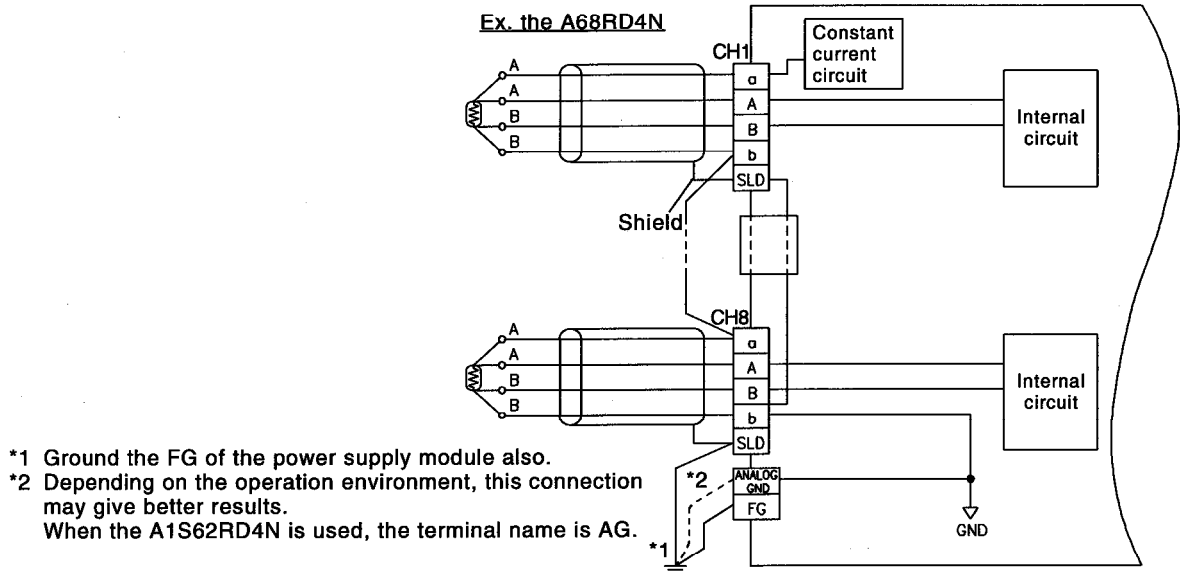 Ex. the A68RD4N
CH1
Constant
current
circuit
A
A
B
B
a
A
B
b
SLD
Internal
circuit
Shield
CH8
A
A
B
B
a
A
B
b
SLD
Internal
circuit
*1 Ground the FG of the power supply module also.
*2 Depending on the operation environment, this connection
may give better results.
When the A1S62RD4N is used, the terminal name is AG.
*2
ANALOG
GND
FG
*1
GND